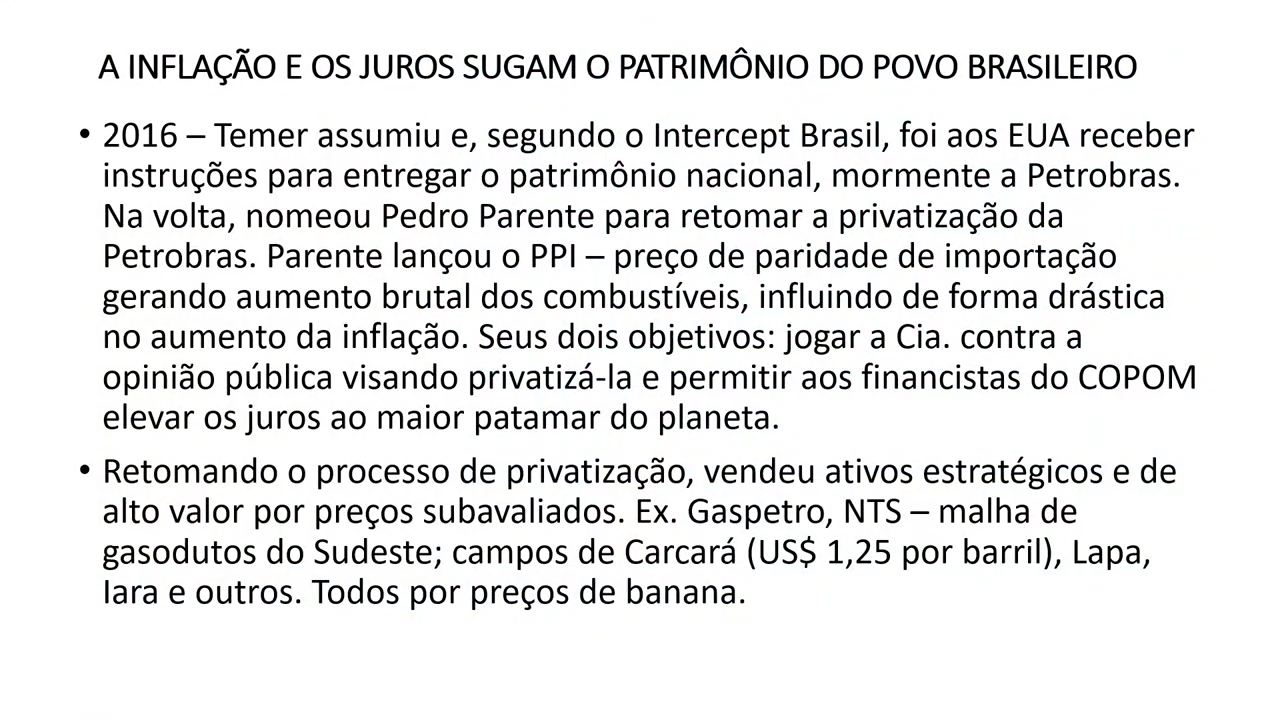 A INFLAÇÃO E OS JUROS SUGAM O PATRIMÔNIO DO POVO BRASILEIRO
• 2016 – Temer assumiu e, segundo o Intercept Brasil, foi aos EUA receber
instruções para entregar o patrimônio nacional, mormente a Petrobras.
Na volta, nomeou Pedro Parente para retomar a privatização da
Petrobras. Parente lançou o PPI – preço de paridade de importação
gerando aumento brutal dos combustíveis, influindo de forma drástica
no aumento da inflação. Seus dois objetivos: jogar a Cia. contra a
opinião pública visando privatizá-la e permitir aos financistas do COPOM
elevar os juros ao maior patamar do planeta.
• Retomando o processo de privatização, vendeu ativos estratégicos e de
alto valor por preços subavaliados. Ex. Gaspetro, NTS – malha de
gasodutos do Sudeste; campos de Carcará (US$ 1,25 por barril), Lapa,
Iara e outros. Todos por preços de banana.